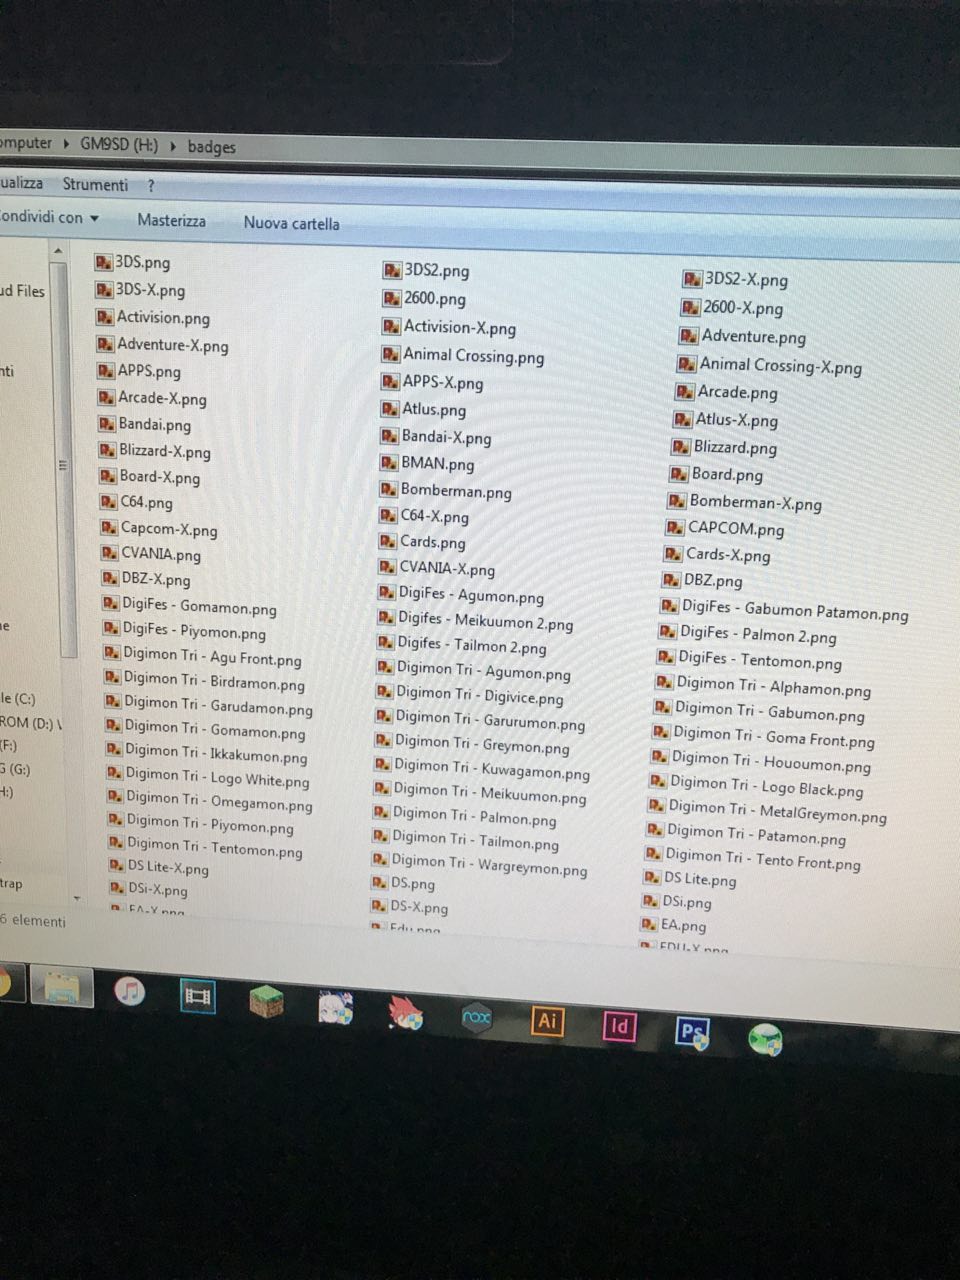 omputer ▸ GM9SD (H:) ▸ badges
ualizza Strumenti ?
ondividi con ▾ Masterizza Nuova cartella
3DS.png 3DS2.png 3DS2-X.png
ud Files 3DS-X.png 2600.png 2600-X.png
Activision.png Activision-X.png Adventure.png
Adventure-X.png Animal Crossing.png Animal Crossing-X.png
nti APPS.png APPS-X.png Arcade.png
Arcade-X.png Atlus.png Atlus-X.png
Bandai.png Bandai-X.png Blizzard.png
Blizzard-X.png BMAN.png Board.png
Board-X.png Bomberman.png Bomberman-X.png
C64.png C64-X.png CAPCOM.png
Capcom-X.png Cards.png Cards-X.png
CVANIA.png CVANIA-X.png DBZ.png
DBZ-X.png DigiFes - Agumon.png DigiFes - Gabumon Patamon.png
DigiFes - Gomamon.png Digifes - Meikuumon 2.png DigiFes - Palmon 2.png
ne DigiFes - Piyomon.png Digifes - Tailmon 2.png DigiFes - Tentomon.png
Digimon Tri - Agu Front.png Digimon Tri - Agumon.png Digimon Tri - Alphamon.png
Digimon Tri - Birdramon.png Digimon Tri - Digivice.png Digimon Tri - Gabumon.png
le (C:) Digimon Tri - Garudamon.png Digimon Tri - Garurumon.png Digimon Tri - Goma Front.png
ROM (D:) \ Digimon Tri - Gomamon.png Digimon Tri - Greymon.png Digimon Tri - Hououmon.png
(F:) Digimon Tri - Ikkakumon.png Digimon Tri - Kuwagamon.png Digimon Tri - Logo Black.png
G (G:) Digimon Tri - Logo White.png Digimon Tri - Meikuumon.png Digimon Tri - MetalGreymon.png
H:) Digimon Tri - Omegamon.png Digimon Tri - Palmon.png Digimon Tri - Patamon.png
Digimon Tri - Piyomon.png Digimon Tri - Tailmon.png Digimon Tri - Tento Front.png
Digimon Tri - Tentomon.png Digimon Tri - Wargreymon.png DS Lite.png
DS Lite-X.png DS.png DSi.png
trap DSi-X.png DS-X.png EA.png
EA-X.png Edu.png EDU-X.png
6 elementi
nox Ai Id Ps